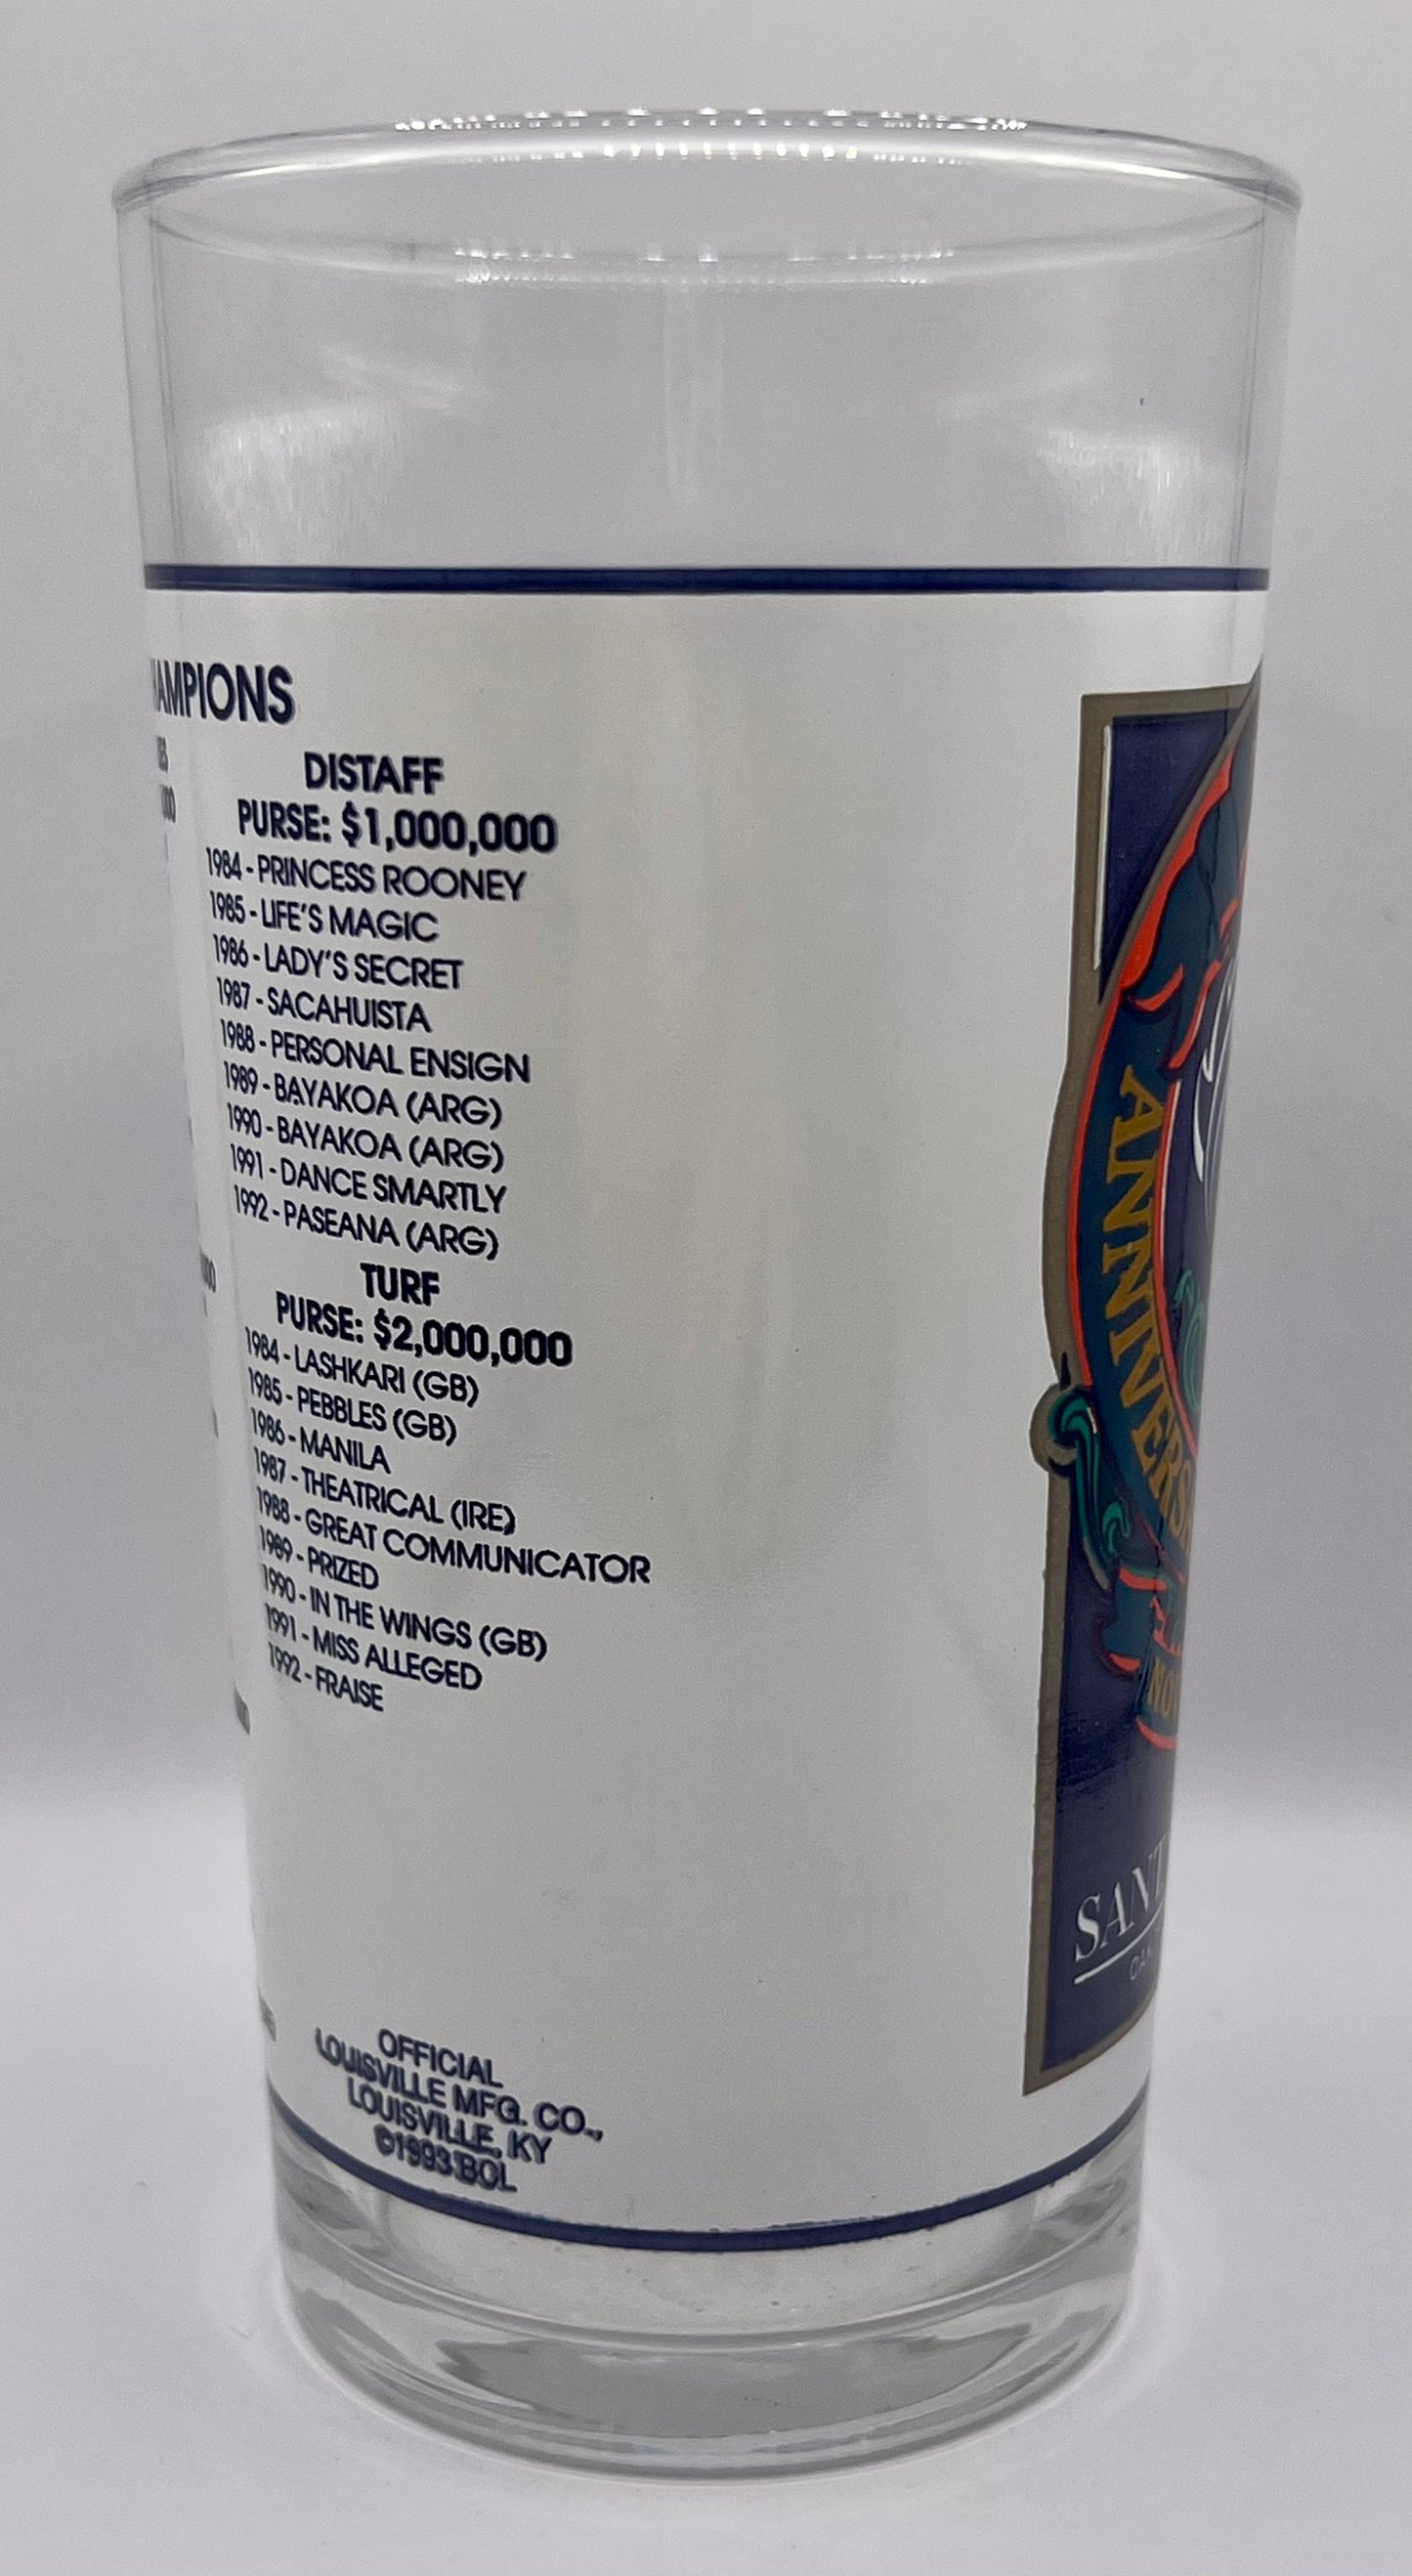 DISTAFF
PURSE: $1,000,000
1984 - PRINCESS ROONEY
1985 - LIFE'S MAGIC
1986 - LADY'S SECRET
1987 - SACAHUISTA
1988 - PERSONAL ENSIGN
1989 - BAYAKOA (ARG)
1990 - BAYAKOA (ARG)
1991 - DANCE SMARTLY
1992 - PASEANA (ARG)
TURF
PURSE: $2,000,000
1984 - LASHKARI (GB)
1985 - PEBBLES (GB)
1986 - MANILA
1987 - THEATRICAL (IRE)
1988 - GREAT COMMUNICATOR
1989 - PRIZED
1990 - IN THE WINGS (GB)
1991 - MISS ALLEGED
1992 - FRAISE
OFFICIAL
LOUISVILLE MFG. CO.,
LOUISVILLE, KY
©1993 BCL